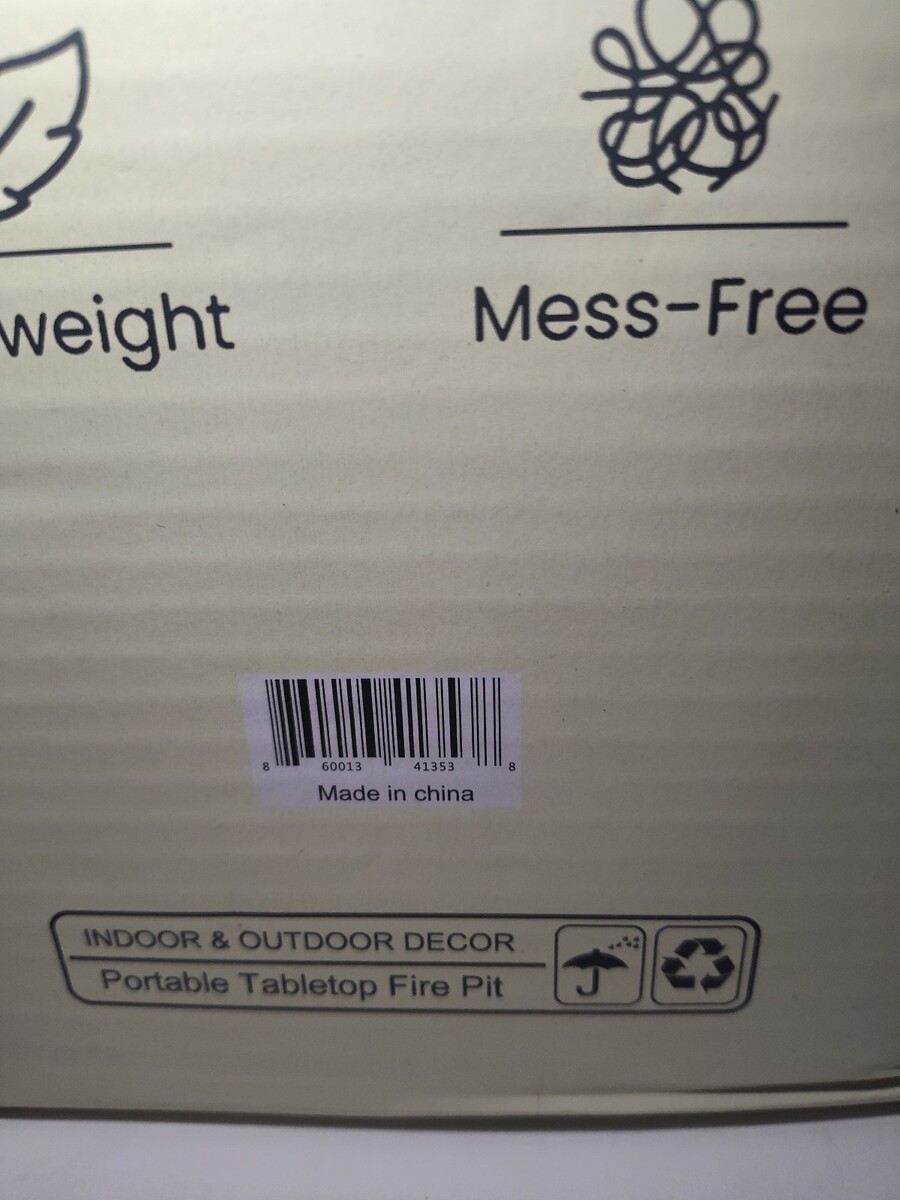 weight
Mess-Free
8 60013 41353 8
Made in china
INDOOR & OUTDOOR DECOR
Portable Tabletop Fire Pit